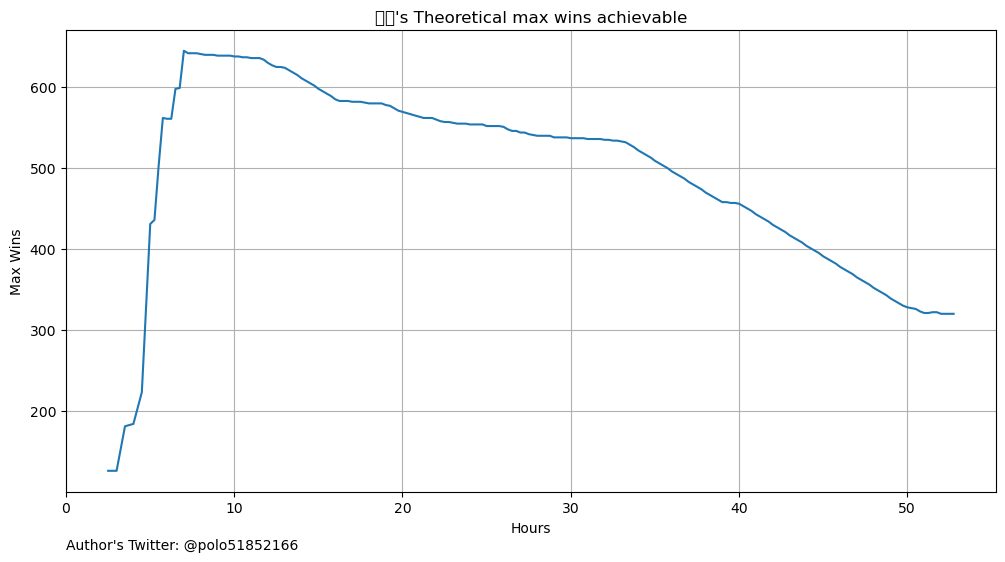 's Theoretical max wins achievable
Max Wins
600
500
400
300
200
0 10 20 30 40 50
Hours
Author's Twitter: @polo51852166